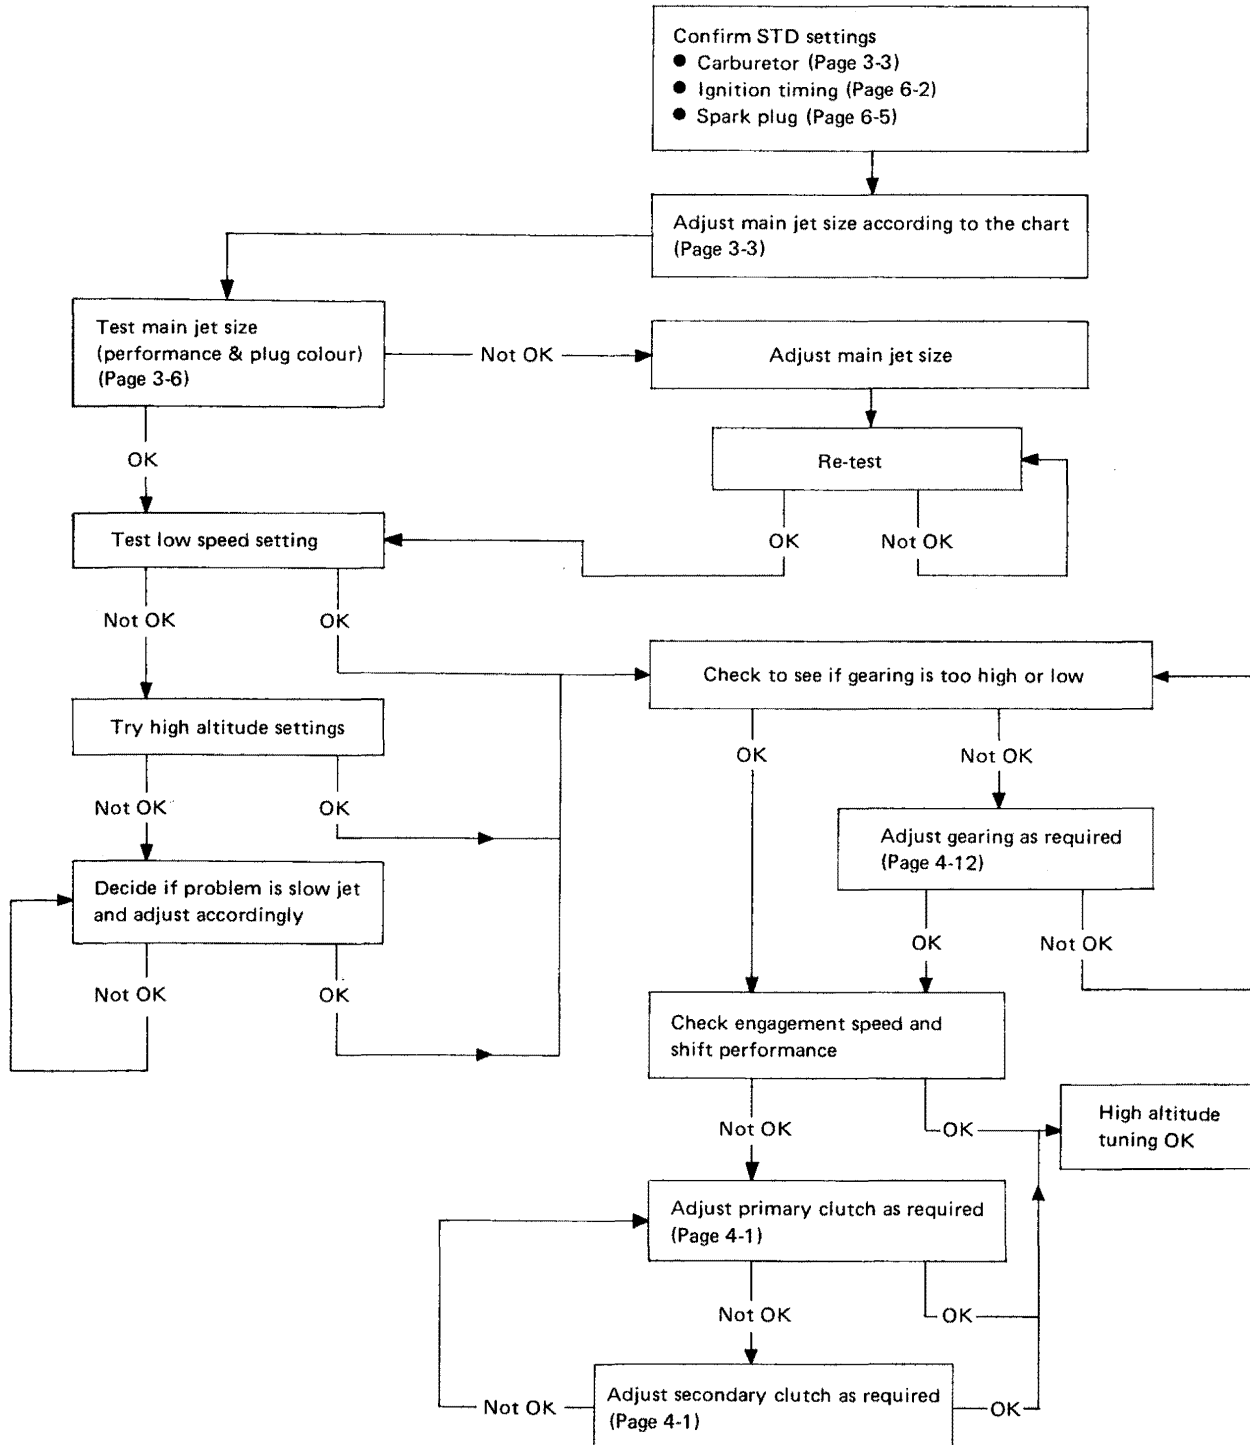 Confirm STD settings
● Carburetor (Page 3-3)
● Ignition timing (Page 6-2)
● Spark plug (Page 6-5)
Adjust main jet size according to the chart
(Page 3-3)
Test main jet size
(performance & plug colour)
(Page 3-6)
Not OK
Adjust main jet size
OK
Re-test
Test low speed setting
OK
Not OK
Not OK
OK
Check to see if gearing is too high or low
Try high altitude settings
OK
Not OK
Not OK
OK
Adjust gearing as required
(Page 4-12)
Decide if problem is slow jet
and adjust accordingly
OK
Not OK
Not OK
OK
Check engagement speed and
shift performance
Not OK
OK
High altitude
tuning OK
Adjust primary clutch as required
(Page 4-1)
Not OK
OK
Not OK
Adjust secondary clutch as required
(Page 4-1)
OK